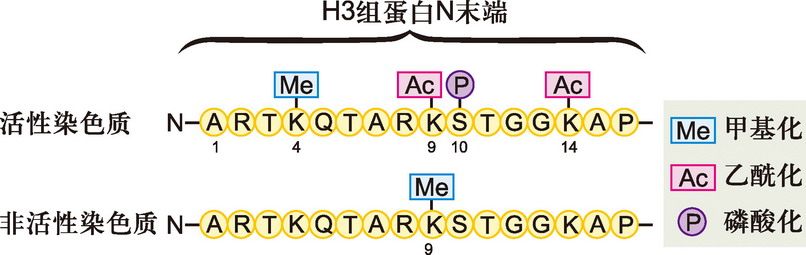 H3组蛋白N末端
Me Ac P Ac
活性染色质 N-ARTKQTARKSTGGKAP-
1 4 9 10 14
Me
非活性染色质 N-ARTKQTARKSTGGKAP-
9
Me 甲基化
Ac 乙酰化
P 磷酸化